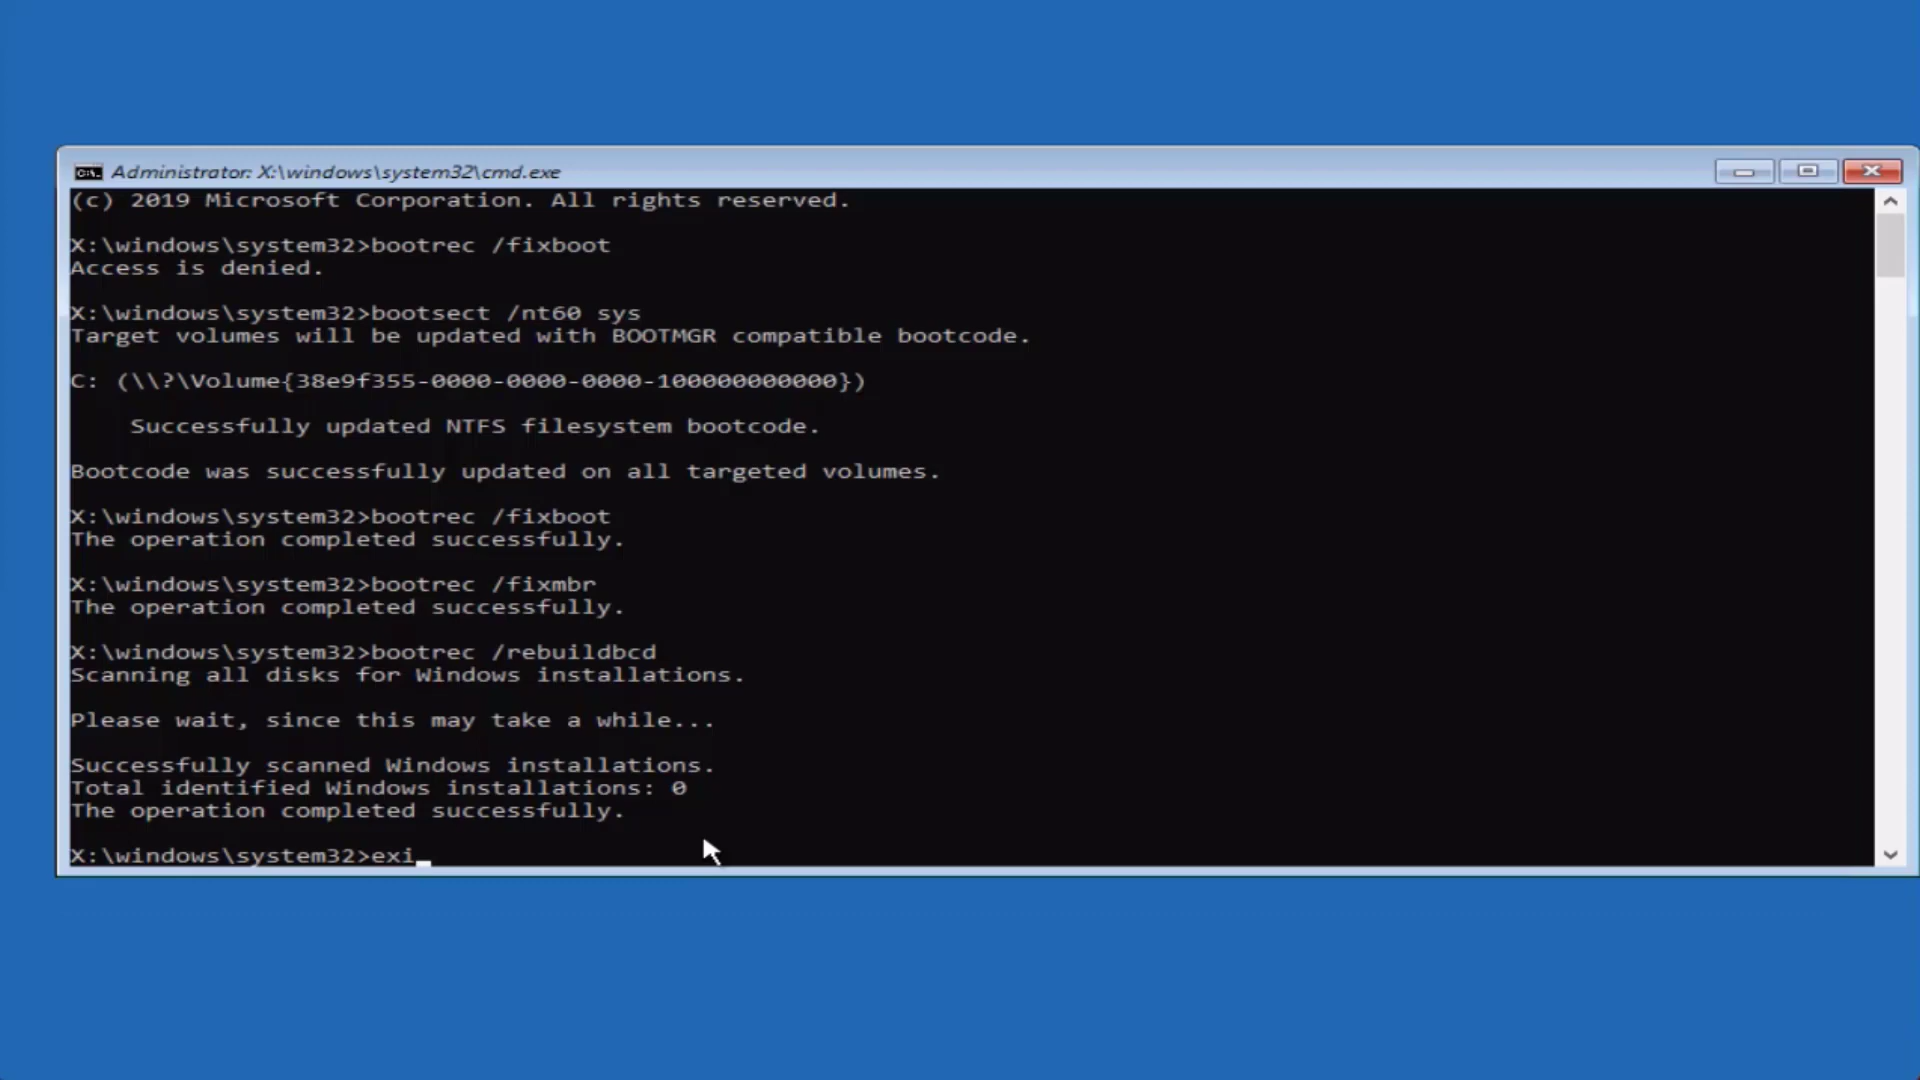 Administrator: X:\windows\system32\cmd.exe
(c) 2019 Microsoft Corporation. All rights reserved.
X:\windows\system32>bootrec /fixboot
Access is denied.
X:\windows\system32>bootsect /nt60 sys
Target volumes will be updated with BOOTMGR compatible bootcode.
C: (\\?\Volume{38e9f355-0000-0000-0000-100000000000})
Successfully updated NTFS filesystem bootcode.
Bootcode was successfully updated on all targeted volumes.
X:\windows\system32>bootrec /fixboot
The operation completed successfully.
X:\windows\system32>bootrec /fixmbr
The operation completed successfully.
X:\windows\system32>bootrec /rebuildbcd
Scanning all disks for Windows installations.
Please wait, since this may take a while...
Successfully scanned Windows installations.
Total identified Windows installations: 0
The operation completed successfully.
X:\windows\system32>exi